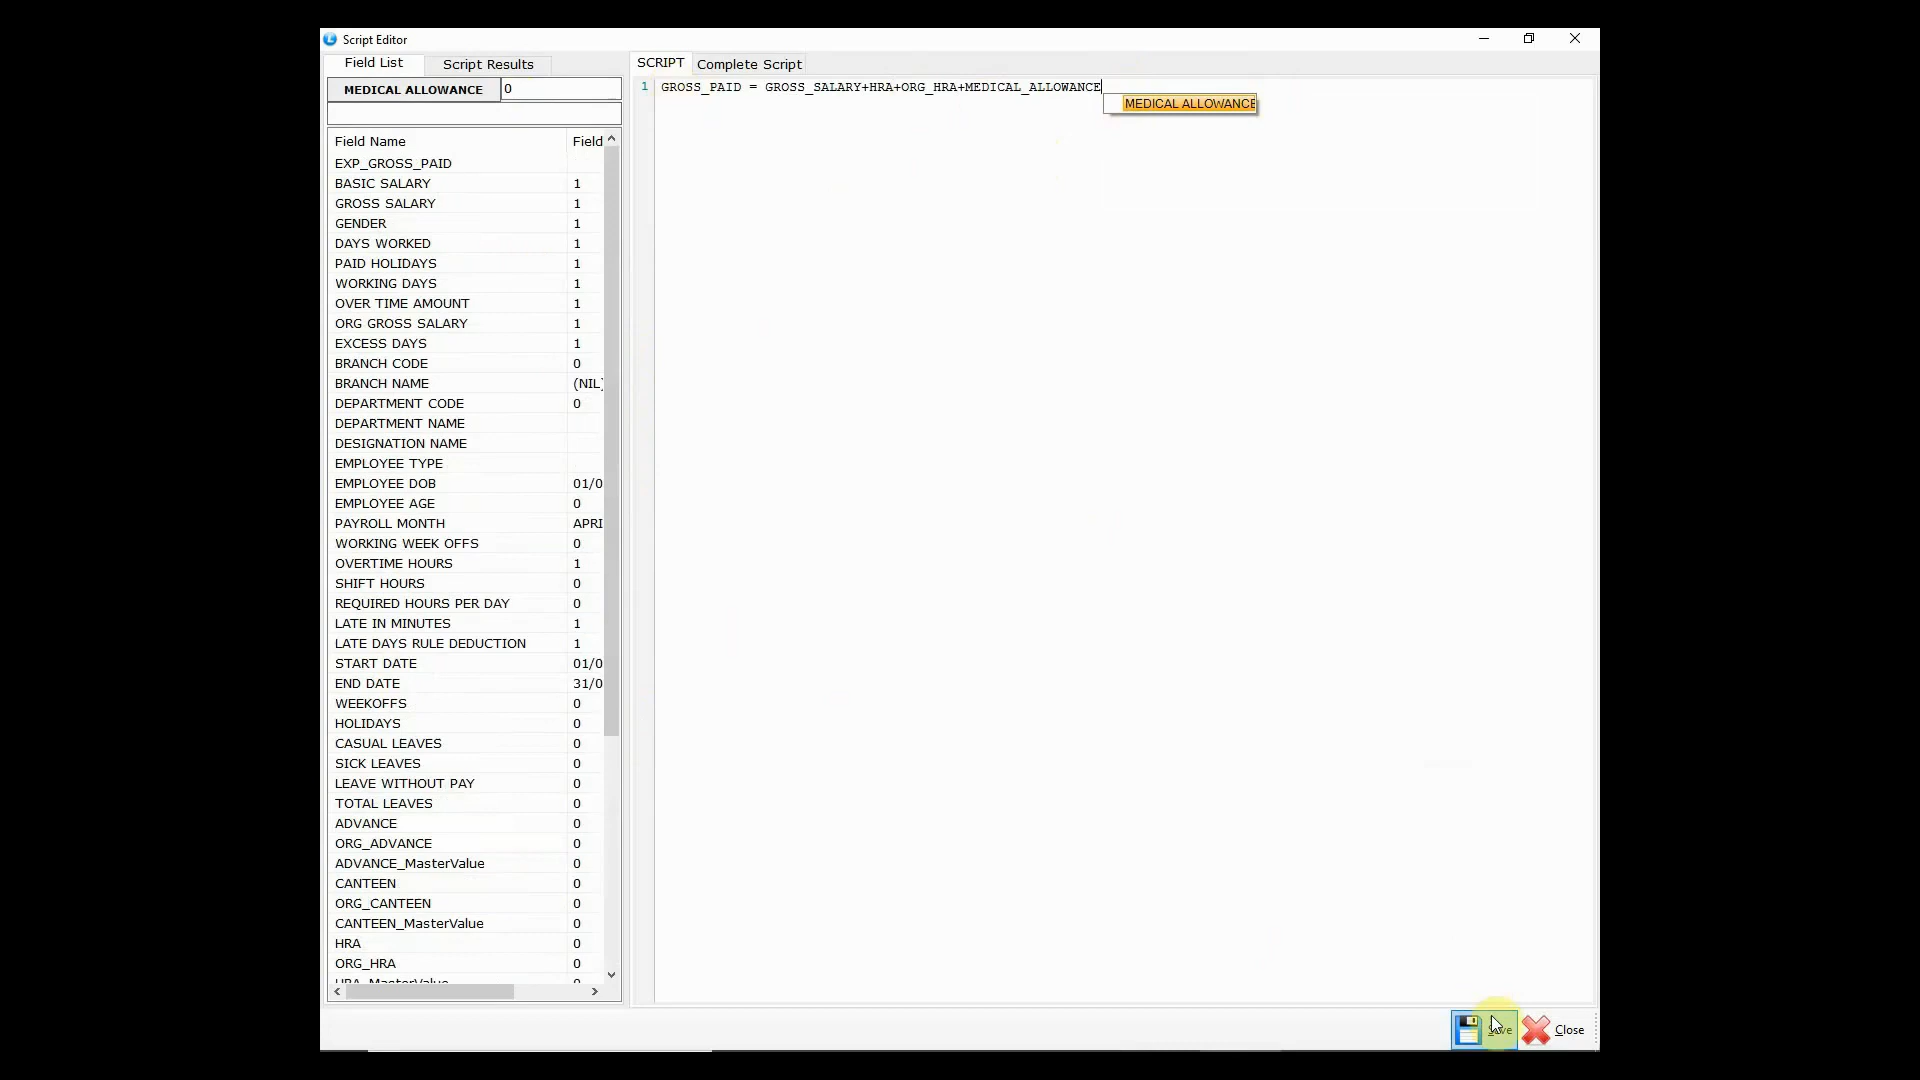 Script Editor
Field List Script Results SCRIPT Complete Script
MEDICAL ALLOWANCE 0
1 GROSS_PAID = GROSS_SALARY+HRA+ORG_HRA+MEDICAL_ALLOWANCE
MEDICAL ALLOWANCE
Field Name Field
EXP_GROSS_PAID
BASIC SALARY 1
GROSS SALARY 1
GENDER 1
DAYS WORKED 1
PAID HOLIDAYS 1
WORKING DAYS 1
OVER TIME AMOUNT 1
ORG GROSS SALARY 1
EXCESS DAYS 1
BRANCH CODE 0
BRANCH NAME (NIL)
DEPARTMENT CODE 0
DEPARTMENT NAME
DESIGNATION NAME
EMPLOYEE TYPE
EMPLOYEE DOB 01/0
EMPLOYEE AGE 0
PAYROLL MONTH APRI
WORKING WEEK OFFS 0
OVERTIME HOURS 1
SHIFT HOURS 0
REQUIRED HOURS PER DAY 0
LATE IN MINUTES 1
LATE DAYS RULE DEDUCTION 1
START DATE 01/0
END DATE 31/0
WEEKOFFS 0
HOLIDAYS 0
CASUAL LEAVES 0
SICK LEAVES 0
LEAVE WITHOUT PAY 0
TOTAL LEAVES 0
ADVANCE 0
ORG_ADVANCE 0
ADVANCE_MasterValue 0
CANTEEN 0
ORG_CANTEEN 0
CANTEEN_MasterValue 0
HRA 0
ORG_HRA 0
HRA_MasterValue 0
Save Close